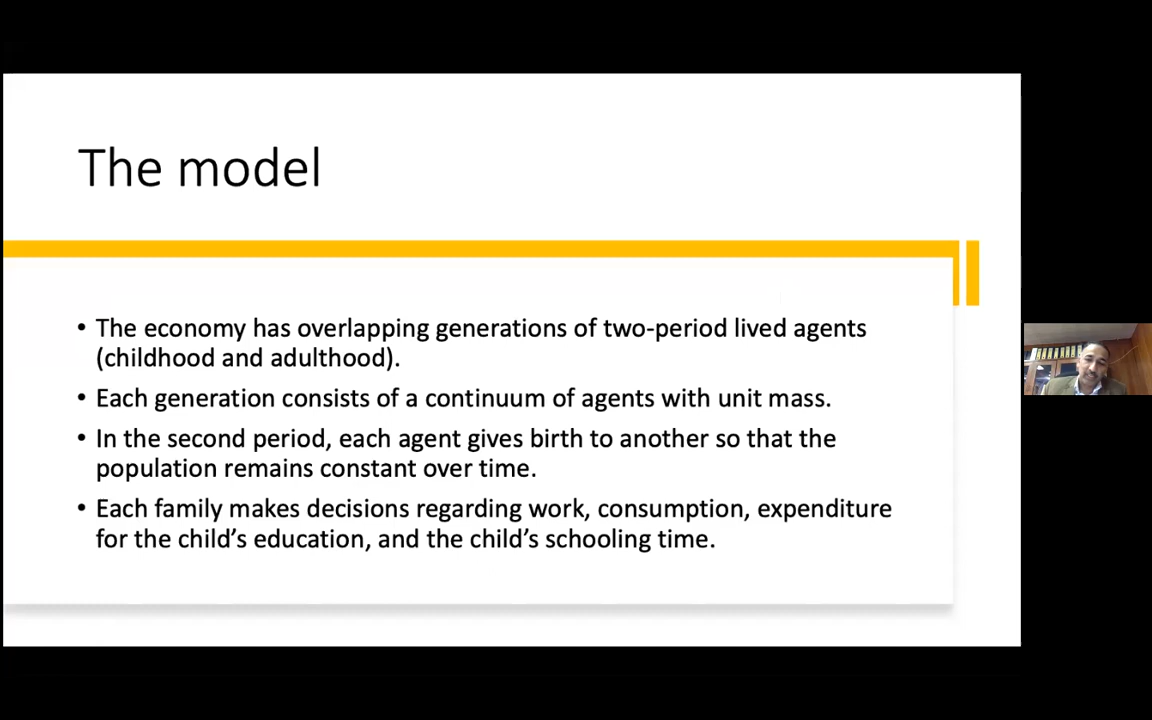 The model
• The economy has overlapping generations of two-period lived agents
(childhood and adulthood).
• Each generation consists of a continuum of agents with unit mass.
• In the second period, each agent gives birth to another so that the
population remains constant over time.
• Each family makes decisions regarding work, consumption, expenditure
for the child’s education, and the child’s schooling time.